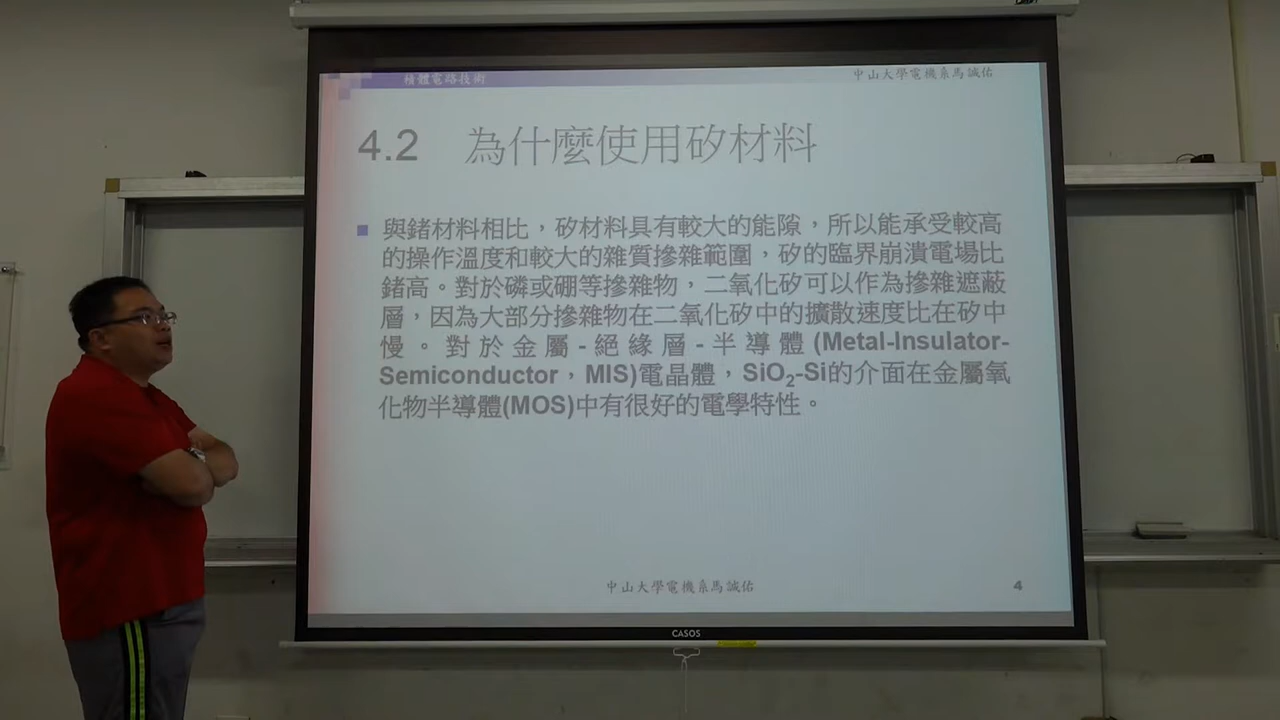 積體電路技術
中山大學電機系馬誠佑
4.2 為什麼使用矽材料
與鍺材料相比，矽材料具有較大的能隙，所以能承受較高
的操作溫度和較大的雜質摻雜範圍，矽的臨界崩潰電場比
鍺高。對於磷或硼等摻雜物，二氧化矽可以作為摻雜遮蔽
層，因為大部分摻雜物在二氧化矽中的擴散速度比在矽中
慢。對於金屬-絕緣層-半導體(Metal-Insulator-
Semiconductor，MIS)電晶體，SiO₂-Si的介面在金屬氧
化物半導體(MOS)中有很好的電學特性。
中山大學電機系馬誠佑
4
CASOS